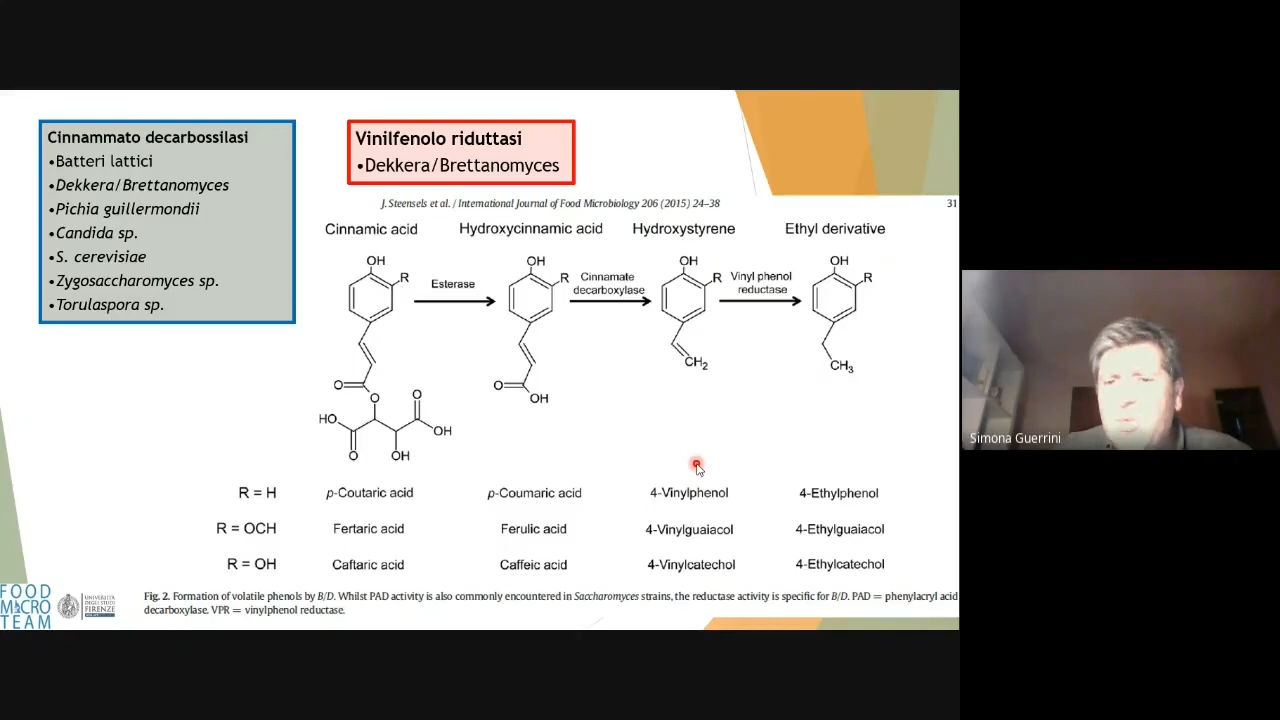 Cinnammato decarbossilasi
•Batteri lattici
•Dekkera/Brettanomyces
•Pichia guillermondii
•Candida sp.
•S. cerevisiae
•Zygosaccharomyces sp.
•Torulaspora sp.
Vinilfenolo riduttasi
•Dekkera/Brettanomyces
J. Steensels et al. / International Journal of Food Microbiology 206 (2015) 24–38
31
Cinnamic acid
Hydroxycinnamic acid
Hydroxystyrene
Ethyl derivative
OH
R
Esterase
OH
R
Cinnamate
decarboxylase
OH
R
Vinyl phenol
reductase
OH
R
O
O
HO
O
O
OH
OH
O
OH
CH2
CH3
R = H
p-Coutaric acid
p-Coumaric acid
4-Vinylphenol
4-Ethylphenol
R = OCH
Fertaric acid
Ferulic acid
4-Vinylguaiacol
4-Ethylguaiacol
R = OH
Caftaric acid
Caffeic acid
4-Vinylcatechol
4-Ethylcatechol
Fig. 2. Formation of volatile phenols by B/D. Whilst PAD activity is also commonly encountered in Saccharomyces strains, the reductase activity is specific for B/D. PAD = phenylacryl acid
decarboxylase. VPR = vinylphenol reductase.
FOOD
MICRO
TEAM
UNIVERSITÀ
DEGLI STUDI
FIRENZE
Simona Guerrini